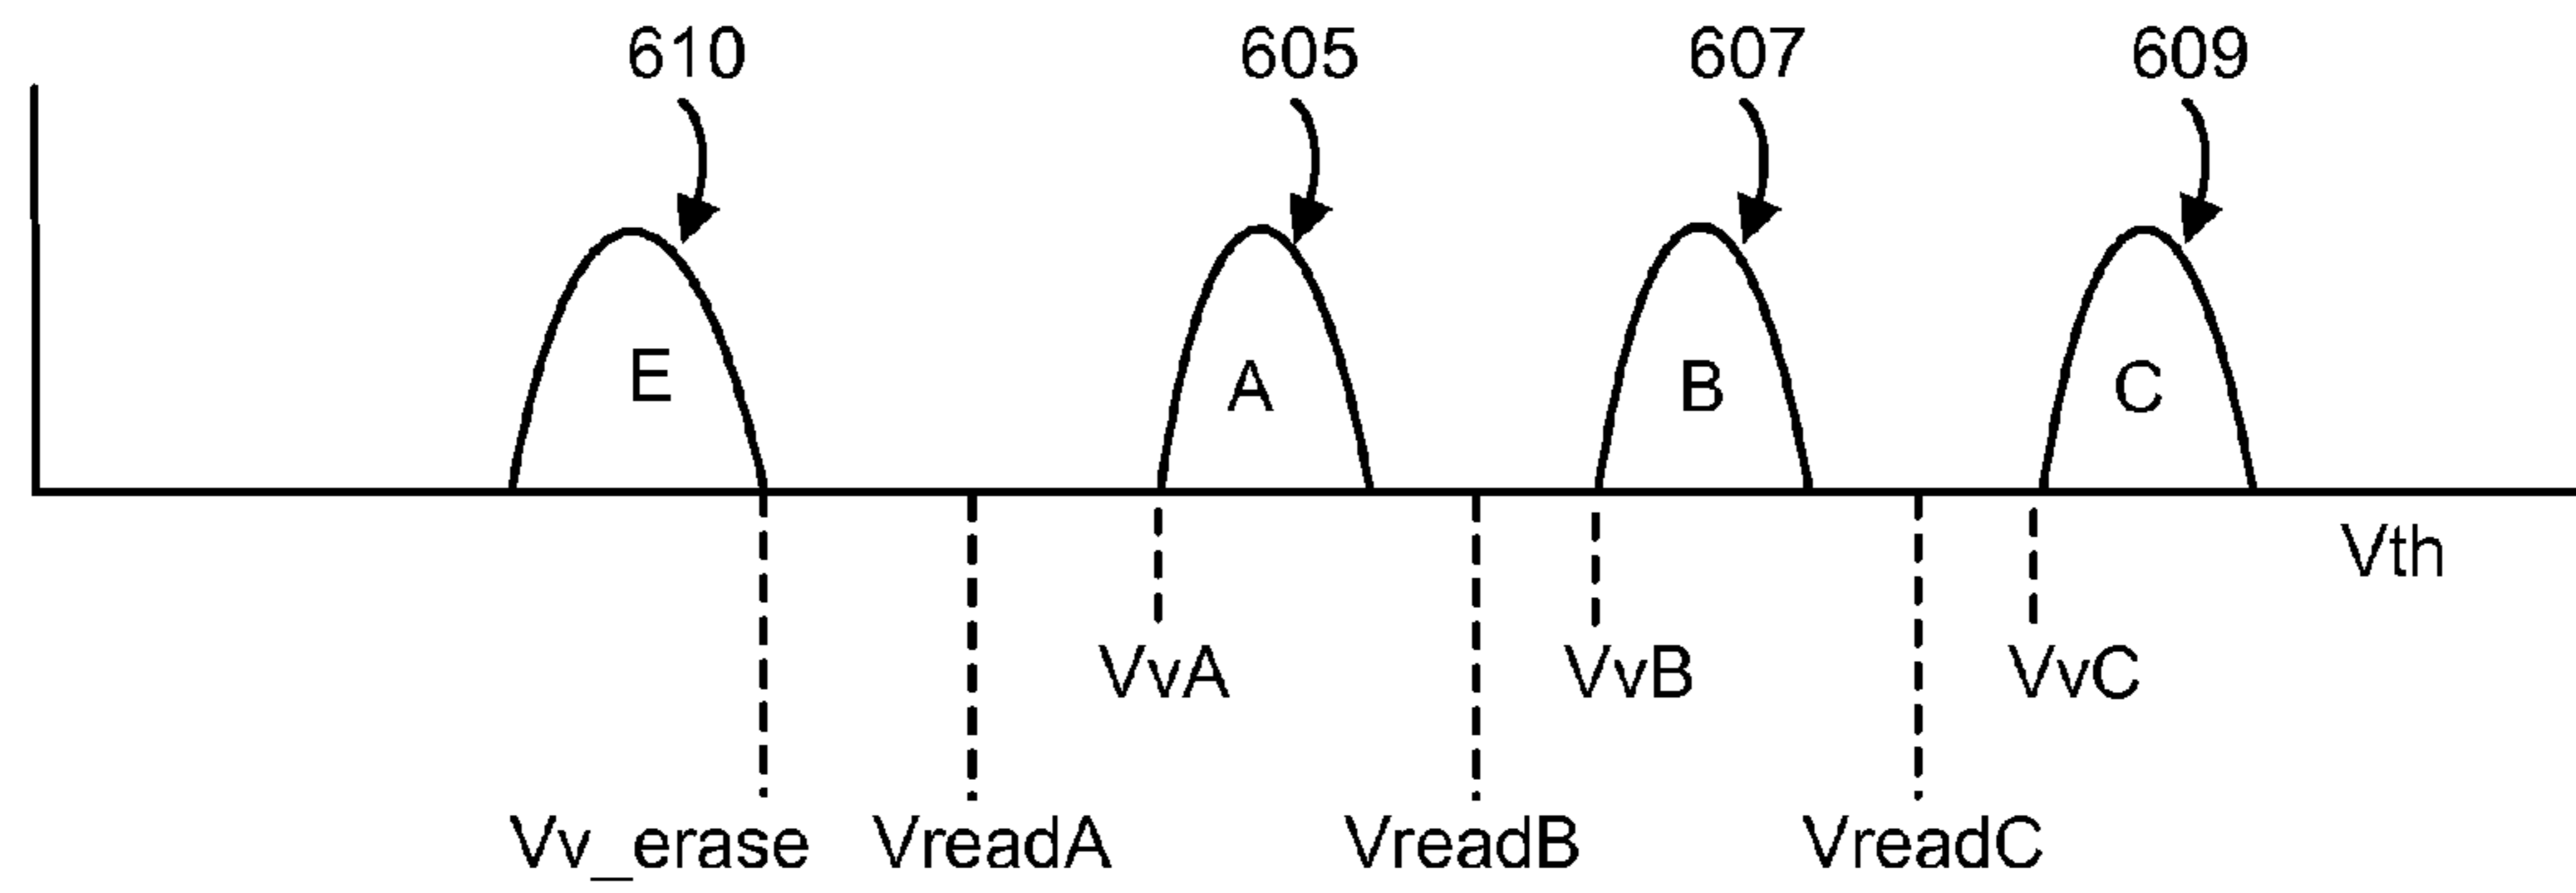 610 605 607 609
E A B C
Vth
VvA VvB VvC
Vv_erase VreadA VreadB VreadC